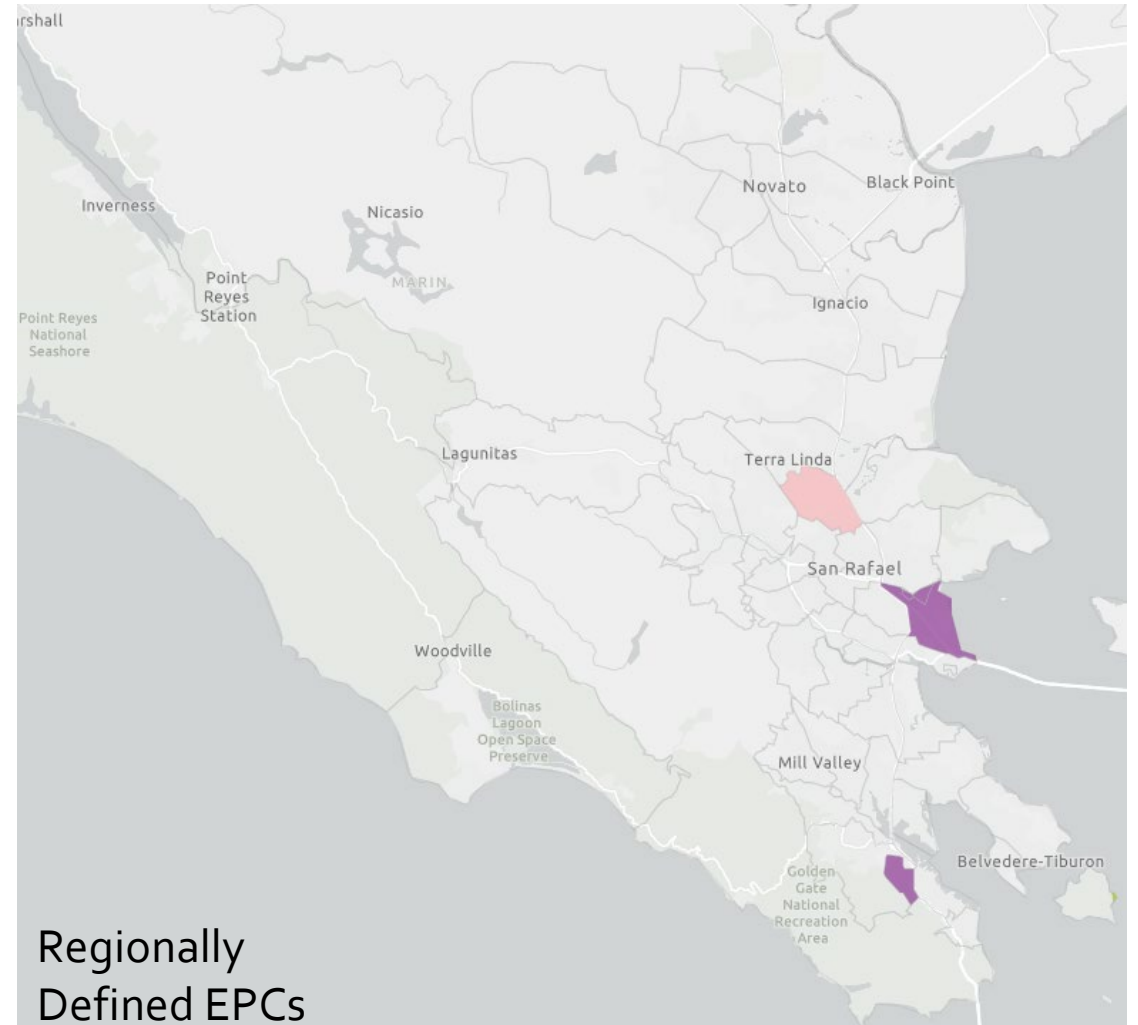 rshall
Novato
Black Point
Inverness
Nicasio
MARIN
Point
Reyes
Station
Ignacio
Point Reyes
National
Seashore
Lagunitas
Terra Linda
San Rafael
Woodville
Bolinas
Lagoon
Open Space
Preserve
Mill Valley
Belvedere-Tiburon
Golden
Gate
National
Recreation
Area
Regionally
Defined EPCs